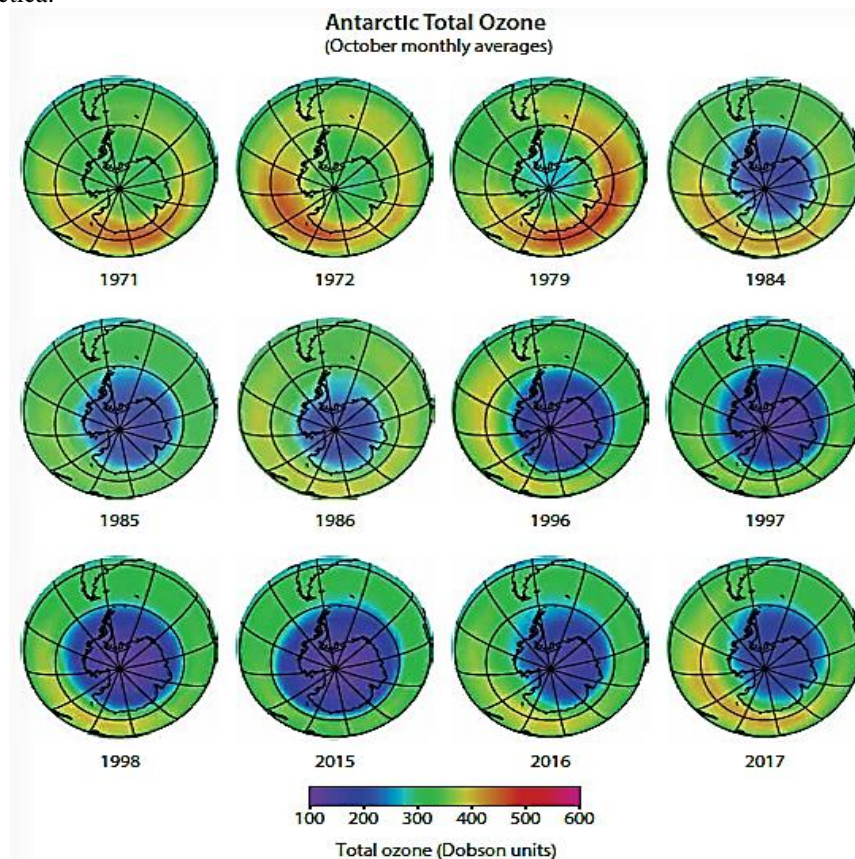 Antarctic Total Ozone
(October monthly averages)
1971 1972 1979 1984
1985 1986 1996 1997
1998 2015 2016 2017
100 200 300 400 500 600
Total ozone (Dobson units)